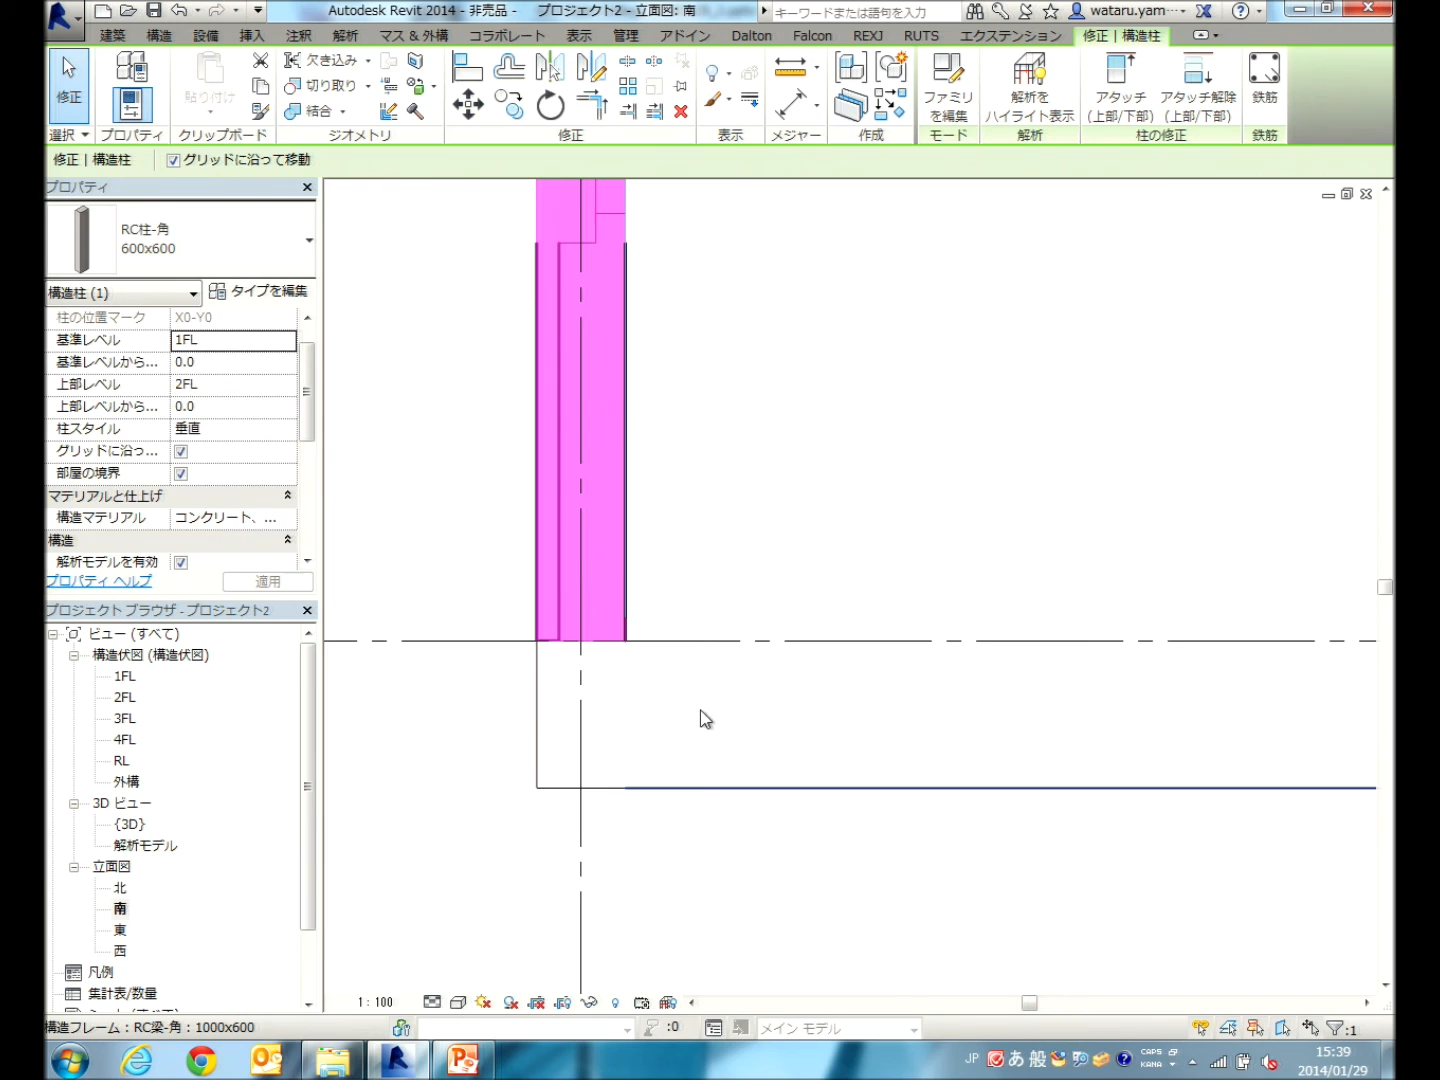 Autodesk Revit 2014 - 非売品 - プロジェクト2 - 立面図: 南
キーワードまたは語句を入力
wataru.yam…
建築 構造 設備 挿入 注釈 解析 マス & 外構 コラボレート 表示 管理 アドイン Dalton Falcon REXJ RUTS エクステンション 修正 | 構造柱
修正
貼り付け
欠き込み
切り取り
結合
ファミリ
を編集
解析を
ハイライト表示
アタッチ
(上部/下部)
アタッチ解除
(上部/下部)
鉄筋
選択 プロパティ クリップボード ジオメトリ 修正 表示 メジャー 作成 モード 解析 柱の修正 鉄筋
修正 | 構造柱 グリッドに沿って移動
プロパティ
RC柱-角
600x600
構造柱 (1) タイプを編集
柱の位置マーク X0-Y0
基準レベル 1FL
基準レベルから... 0.0
上部レベル 2FL
上部レベルから... 0.0
柱スタイル 垂直
グリッドに沿っ...
部屋の境界
マテリアルと仕上げ
構造マテリアル コンクリート、...
構造
解析モデルを有効
プロパティ ヘルプ 適用
プロジェクト ブラウザ - プロジェクト2
ビュー (すべて)
構造伏図 (構造伏図)
1FL
2FL
3FL
4FL
RL
外構
3D ビュー
{3D}
解析モデル
立面図
北
南
東
西
凡例
集計表/数量
1 : 100
構造フレーム : RC梁-角 : 1000x600
:0
メイン モデル
:1
JP あ 般 CAPS KANA
15:39
2014/01/29